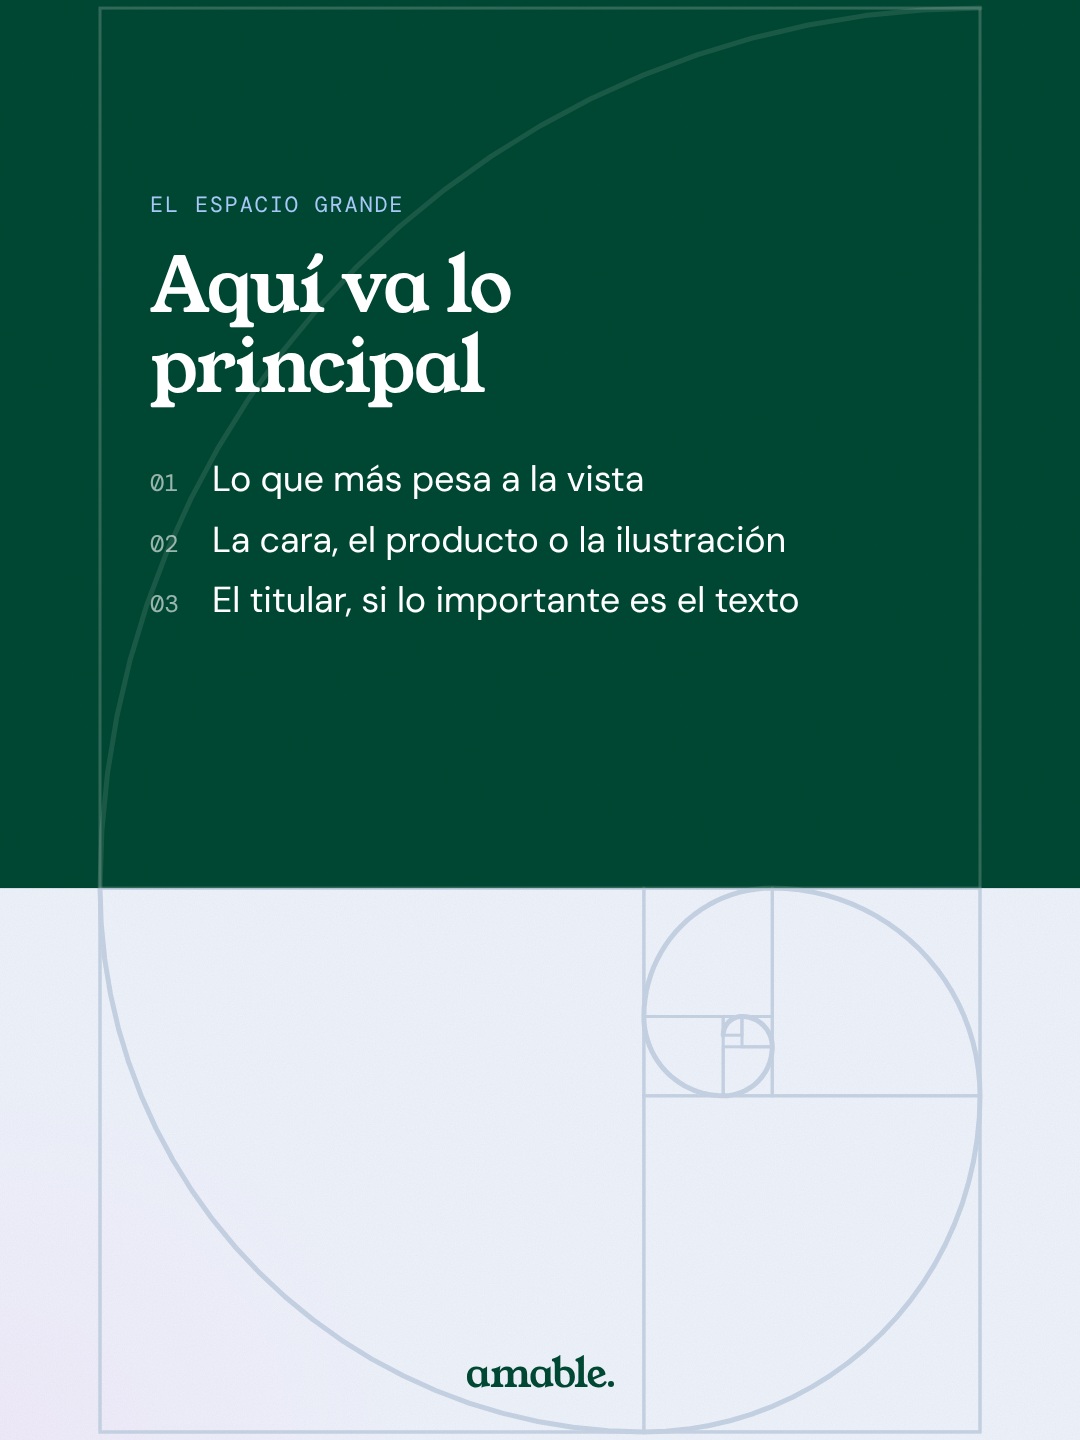 EL ESPACIO GRANDE
Aquí va lo
principal
01 Lo que más pesa a la vista
02 La cara, el producto o la ilustración
03 El titular, si lo importante es el texto
amable.